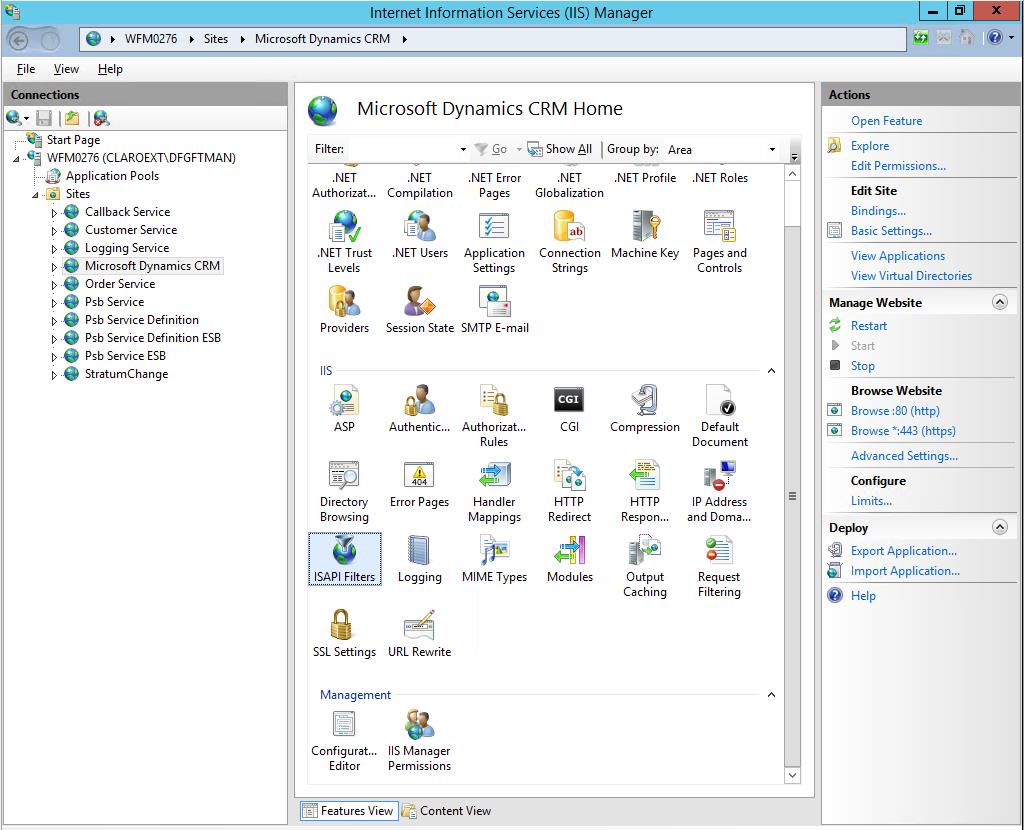 Internet Information Services (IIS) Manager
WFM0276 Sites Microsoft Dynamics CRM
File View Help
Connections
Start Page
WFM0276 (CLAROEXT\DFGFTMAN)
Application Pools
Sites
Callback Service
Customer Service
Logging Service
Microsoft Dynamics CRM
Order Service
Psb Service
Psb Service Definition
Psb Service Definition ESB
Psb Service ESB
StratumChange
Microsoft Dynamics CRM Home
Filter: Go Show All Group by: Area
.NET .NET .NET Error .NET .NET Profile .NET Roles
Authorizat... Compilation Pages Globalization
.NET Trust .NET Users Application Connection Machine Key Pages and
Levels Settings Strings Controls
Providers Session State SMTP E-mail
IIS
ASP Authentic... Authorizat... CGI Compression Default
Rules Document
CGI
Directory Error Pages Handler HTTP HTTP IP Address
Browsing Mappings Redirect Respon... and Doma...
404
ISAPI Filters Logging MIME Types Modules Output Request
Caching Filtering
SSL Settings URL Rewrite
Management
Configurat... IIS Manager
Editor Permissions
Features View Content View
Actions
Open Feature
Explore
Edit Permissions...
Edit Site
Bindings...
Basic Settings...
View Applications
View Virtual Directories
Manage Website
Restart
Start
Stop
Browse Website
Browse :80 (http)
Browse *:443 (https)
Advanced Settings...
Configure
Limits...
Deploy
Export Application...
Import Application...
Help